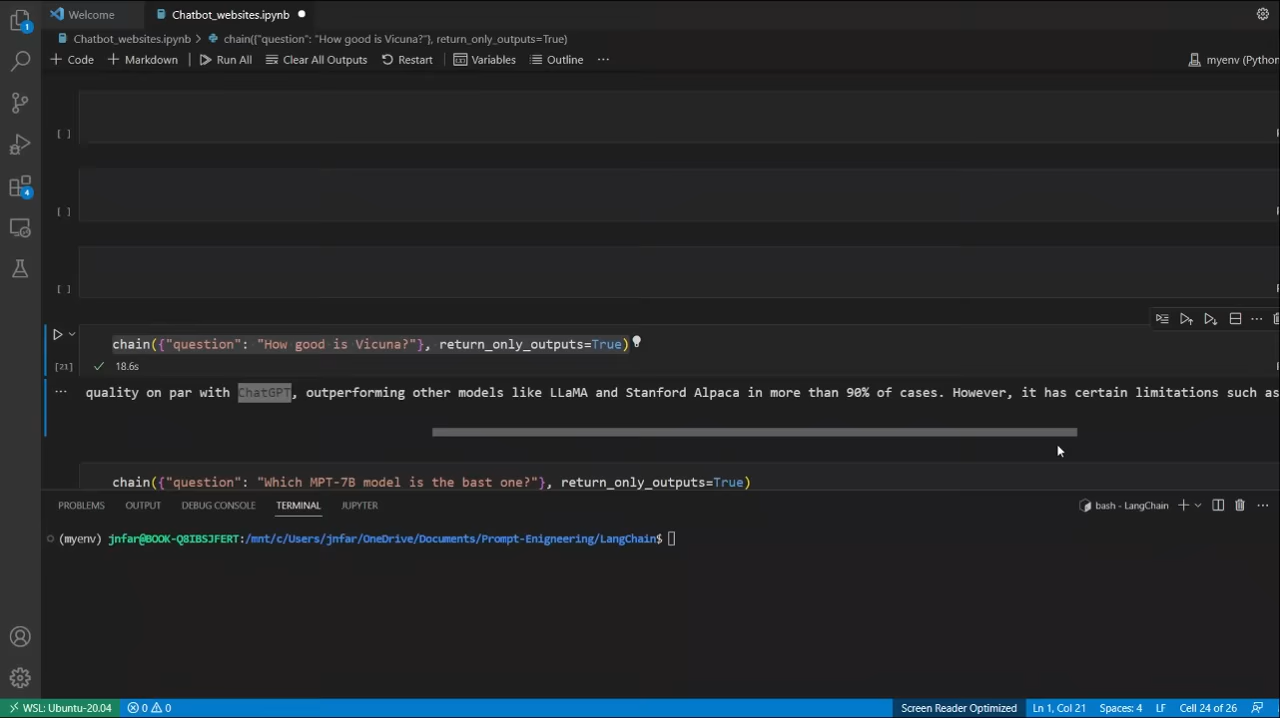 Welcome
Chatbot_websites.ipynb
Chatbot_websites.ipynb > chain({"question": "How good is Vicuna?"}, return_only_outputs=True)
+ Code + Markdown Run All Clear All Outputs Restart Variables Outline ...
myenv (Python
1
4
[ ]
[ ]
[ ]
chain({"question": "How good is Vicuna?"}, return_only_outputs=True)
[21] 18.6s
... quality on par with ChatGPT, outperforming other models like LLaMA and Stanford Alpaca in more than 90% of cases. However, it has certain limitations such as
chain({"question": "Which MPT-7B model is the bast one?"}, return_only_outputs=True)
PROBLEMS OUTPUT DEBUG CONSOLE TERMINAL JUPYTER
bash - LangChain
(myenv) jnfar@BOOK-Q8IBSJFERT:/mnt/c/Users/jnfar/OneDrive/Documents/Prompt-Enigneering/LangChain$
WSL: Ubuntu-20.04 0 0 Screen Reader Optimized Ln 1, Col 21 Spaces: 4 LF Cell 24 of 26